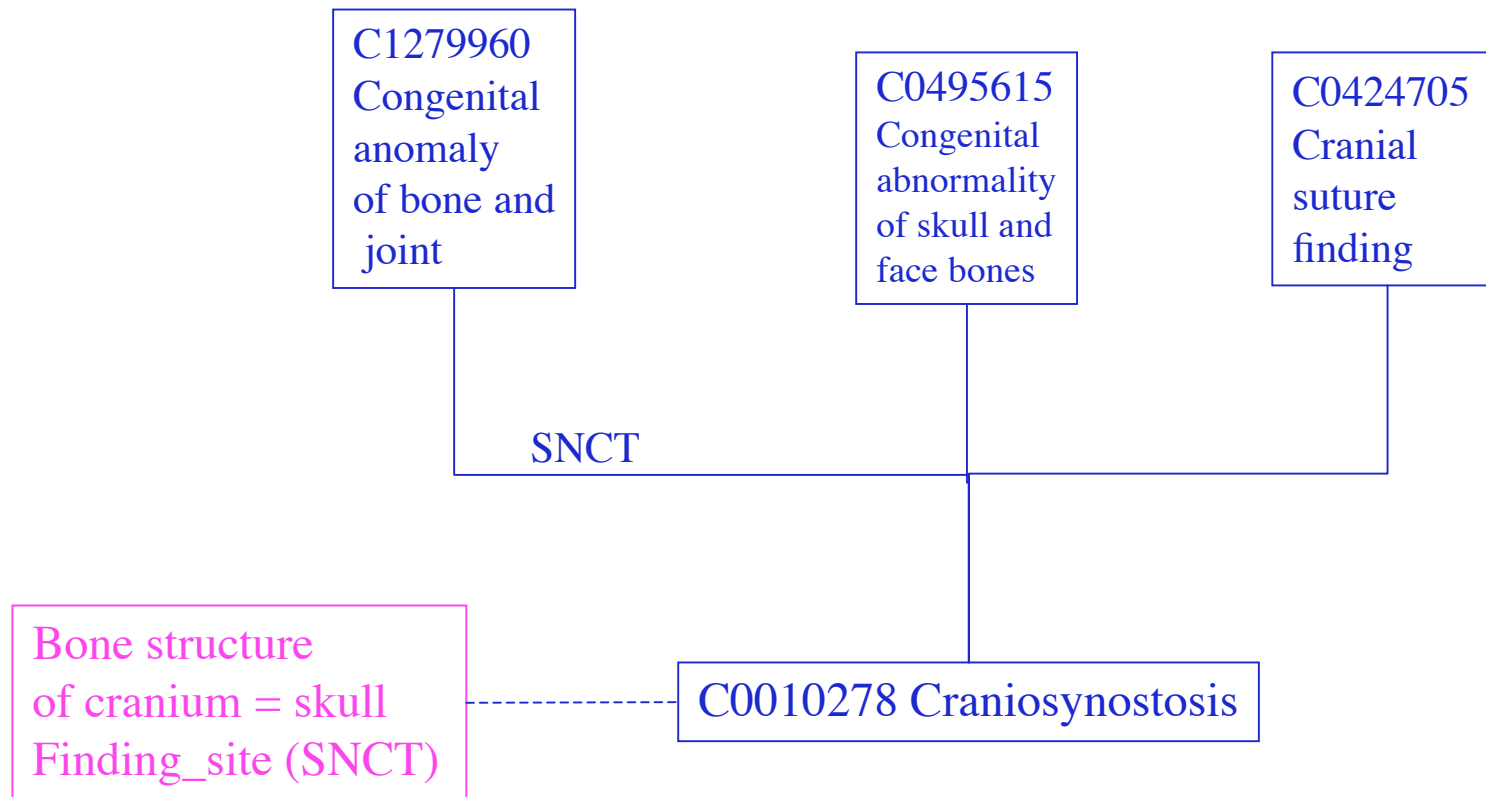 C1279960
Congenital
anomaly
of bone and
joint
C0495615
Congenital
abnormality
of skull and
face bones
C0424705
Cranial
suture
finding
SNCT
Bone structure
of cranium = skull
Finding_site (SNCT)
C0010278 Craniosynostosis